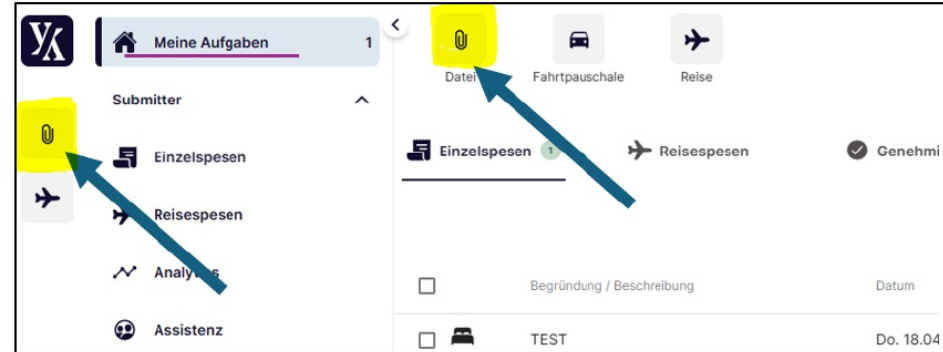 Meine Aufgaben 1
Datei Fahrtpauschale Reise
Submitter
Einzelspesen 1 Reisespesen Genehmi
Einzelspesen
Reisespesen
Analytics
Begründung / Beschreibung Datum
Assistenz
TEST Do. 18.04